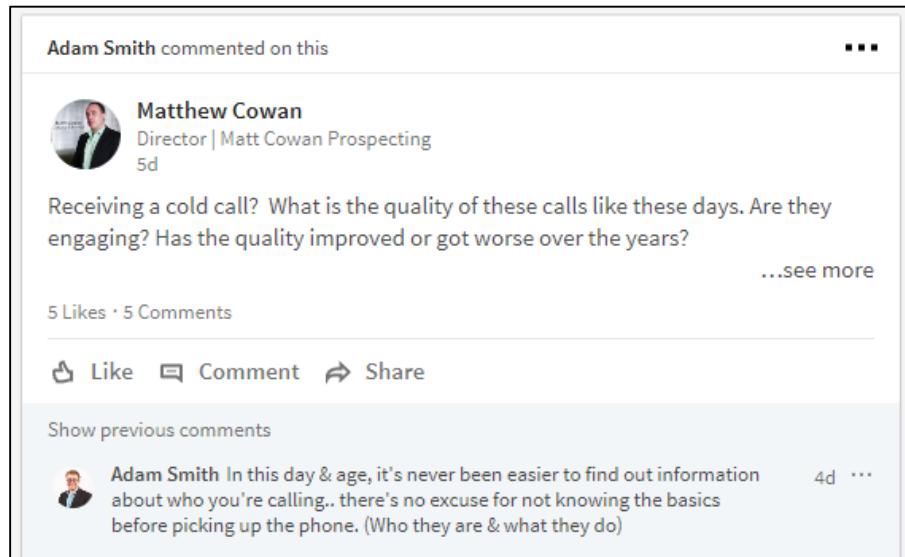 Adam Smith commented on this
Matthew Cowan
Director | Matt Cowan Prospecting
5d
Receiving a cold call?  What is the quality of these calls like these days. Are they
engaging? Has the quality improved or got worse over the years?
...see more
5 Likes · 5 Comments
Like Comment Share
Show previous comments
Adam Smith In this day & age, it's never been easier to find out information 4d
about who you're calling.. there's no excuse for not knowing the basics
before picking up the phone. (Who they are & what they do)